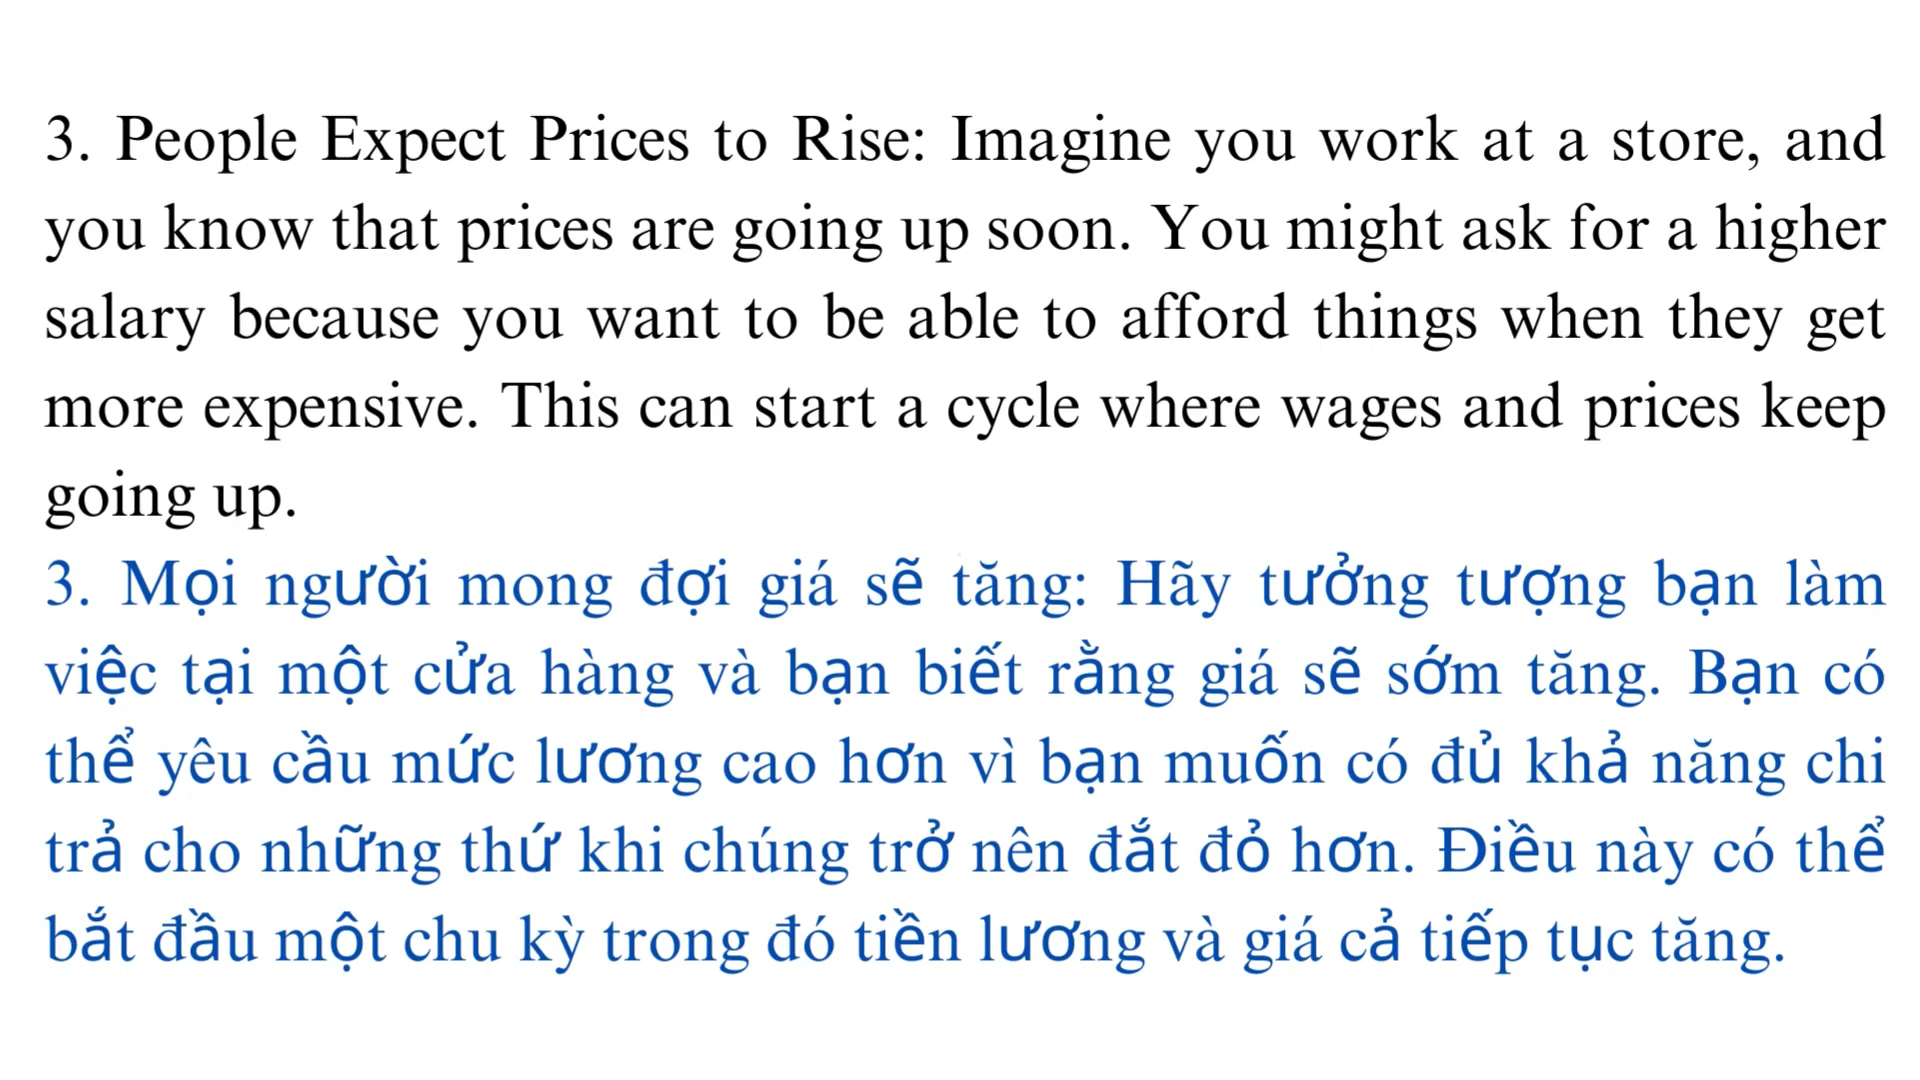 3. People Expect Prices to Rise: Imagine you work at a store, and
you know that prices are going up soon. You might ask for a higher
salary because you want to be able to afford things when they get
more expensive. This can start a cycle where wages and prices keep
going up.
3. Mọi người mong đợi giá sẽ tăng: Hãy tưởng tượng bạn làm
việc tại một cửa hàng và bạn biết rằng giá sẽ sớm tăng. Bạn có
thể yêu cầu mức lương cao hơn vì bạn muốn có đủ khả năng chi
trả cho những thứ khi chúng trở nên đắt đỏ hơn. Điều này có thể
bắt đầu một chu kỳ trong đó tiền lương và giá cả tiếp tục tăng.